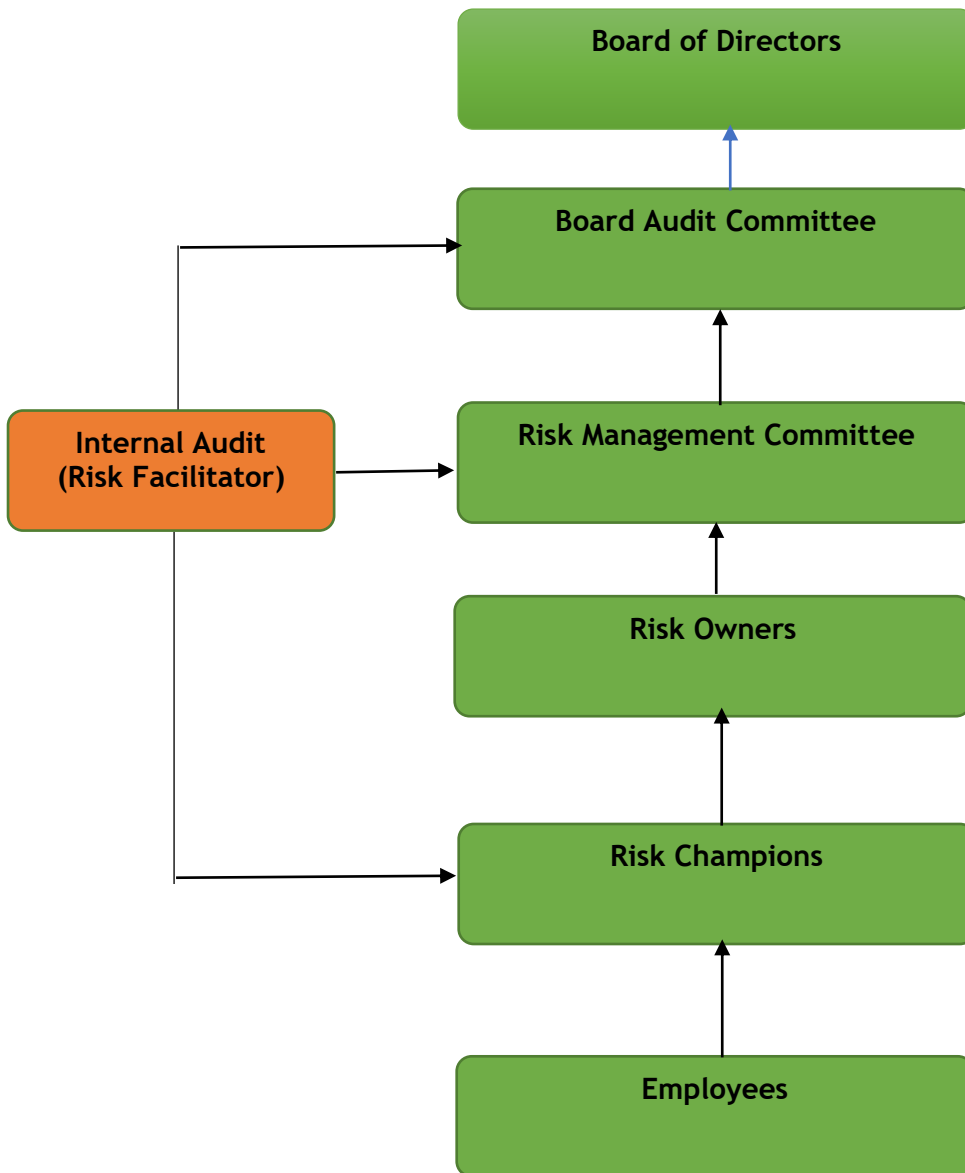 Board of Directors
Board Audit Committee
Internal Audit
(Risk Facilitator)
Risk Management Committee
Risk Owners
Risk Champions
Employees